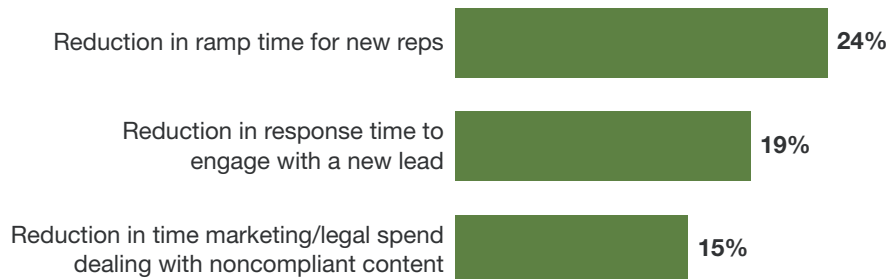 Reduction in ramp time for new reps 24%
Reduction in response time to
engage with a new lead 19%
Reduction in time marketing/legal spend
dealing with noncompliant content 15%